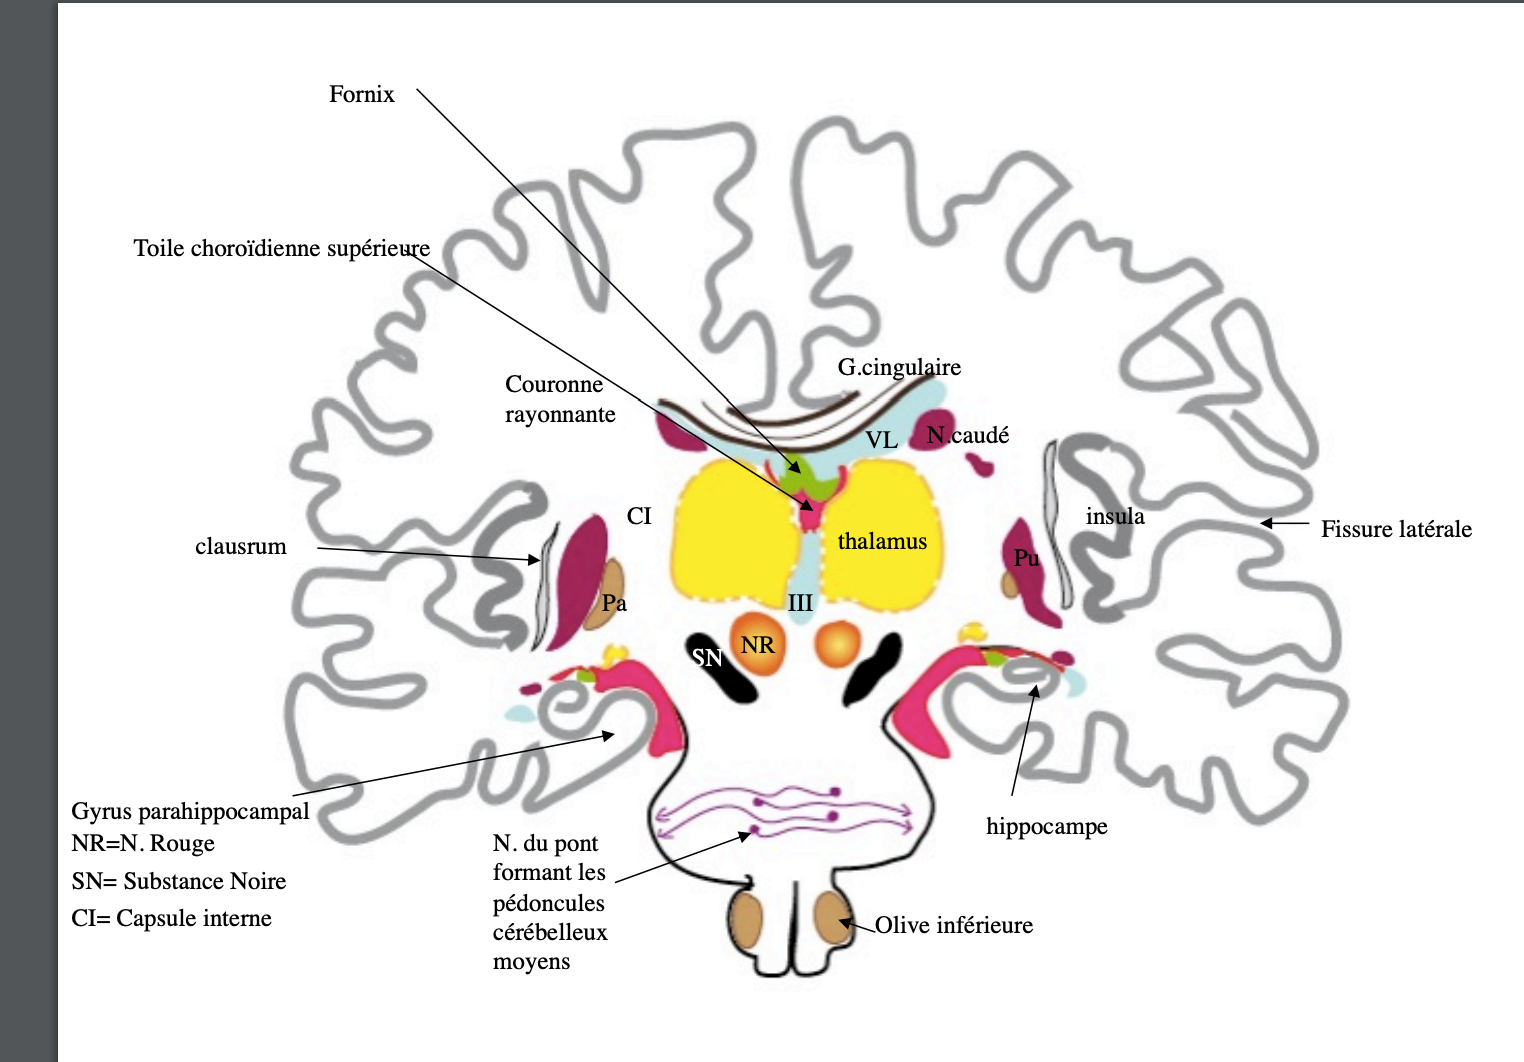 Fornix
Toile choroïdienne supérieure
G.cingulaire
Couronne
rayonnante
VL
N.caudé
CI
insula
Fissure latérale
clausrum
thalamus
Pu
Pa
III
NR
SN
Gyrus parahippocampal
NR=N. Rouge
SN= Substance Noire
CI= Capsule interne
N. du pont
formant les
pédoncules
cérébelleux
moyens
hippocampe
Olive inférieure